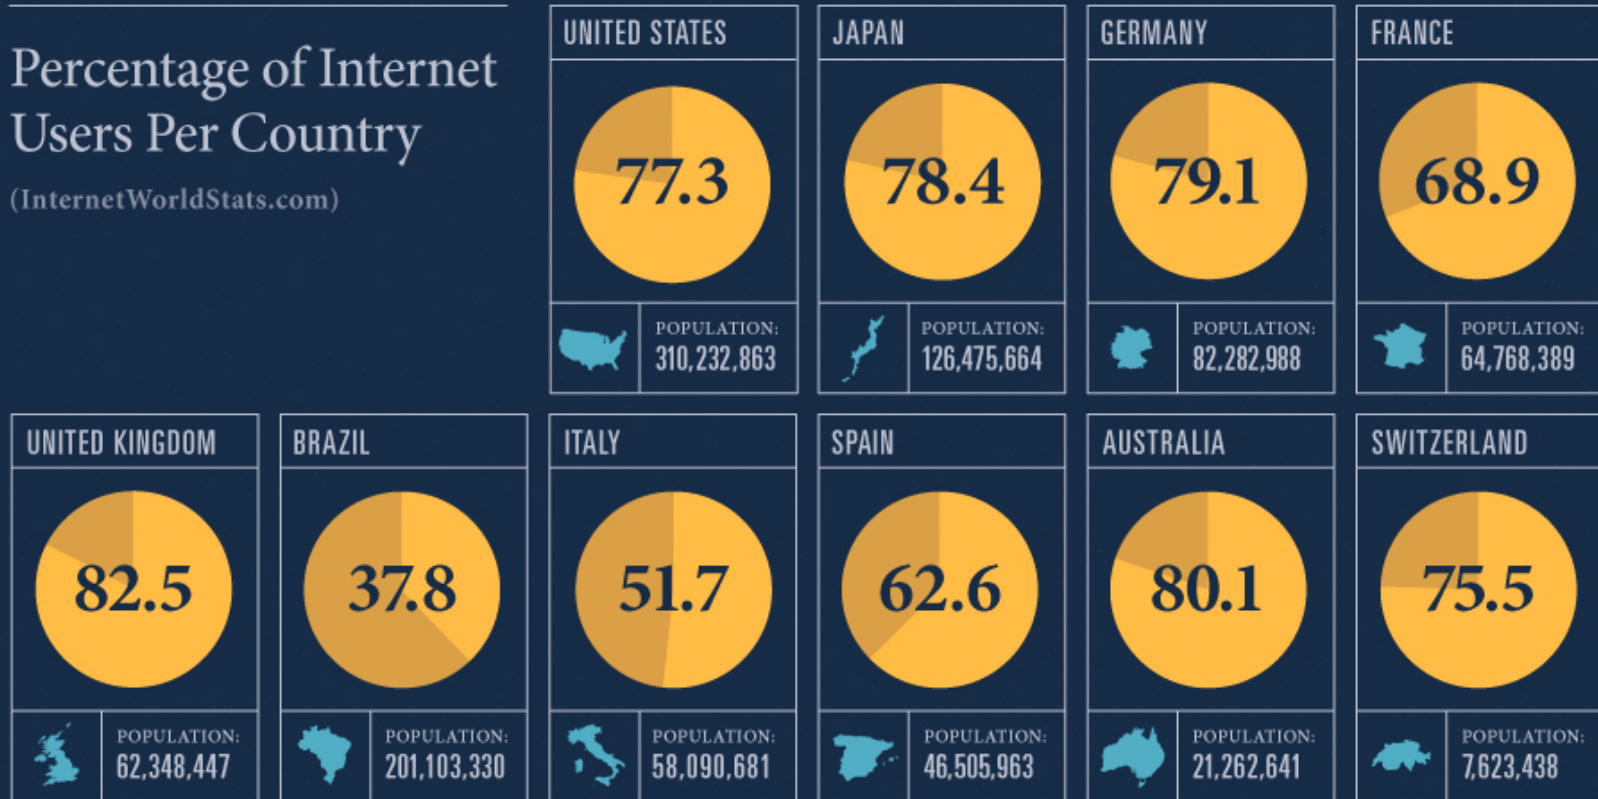 Percentage of Internet
Users Per Country
(InternetWorldStats.com)
UNITED STATES
77.3
POPULATION:
310,232,863
JAPAN
78.4
POPULATION:
126,475,664
GERMANY
79.1
POPULATION:
82,282,988
FRANCE
68.9
POPULATION:
64,768,389
UNITED KINGDOM
82.5
POPULATION:
62,348,447
BRAZIL
37.8
POPULATION:
201,103,330
ITALY
51.7
POPULATION:
58,090,681
SPAIN
62.6
POPULATION:
46,505,963
AUSTRALIA
80.1
POPULATION:
21,262,641
SWITZERLAND
75.5
POPULATION:
7,623,438